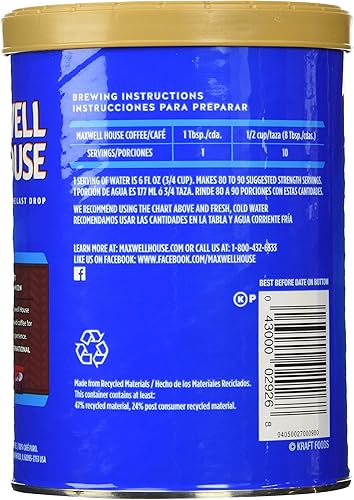 WELL
USE
LAST DROP
BREWING INSTRUCTIONS
INSTRUCCIONES PARA PREPARAR
MAXWELL HOUSE COFFEE/CAFÉ 1 Tbsp./cda. 1/2 cup/taza (8 Tbsp./cdas.)
SERVINGS/PORCIONES 1 10
1 SERVING OF WATER IS 6 FL OZ (3/4 CUP). MAKES 80 TO 90 SUGGESTED STRENGTH SERVINGS.
1 PORCIÓN DE AGUA ES 177 ML Ó 3/4 TAZA. RINDE 80 A 90 PORCIONES CON ESTAS CANTIDADES.
WE RECOMMEND USING THE CHART ABOVE AND FRESH, COLD WATER
RECOMENDAMOS USAR LAS CANTIDADES EN LA TABLA Y AGUA CORRIENTE FRÍA
LEARN MORE AT: MAXWELLHOUSE.COM OR CALL US AT: 1-800-432-6333
LIKE US ON FACEBOOK: WWW.FACEBOOK.COM/MAXWELLHOUSE
f
BEST BEFORE DATE ON BOTTOM
K P
0 43000 02926 8
04050027000900
© KRAFT FOODS
Made from Recycled Materials / Hecho de los Materiales Reciclados.
This container contains at least:
47% recycled material, 24% post consumer recycled material.
well House
coffee for
perience.